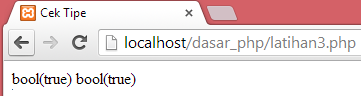 Cek Tipe
localhost/dasar_php/latihan3.php
bool(true) bool(true)